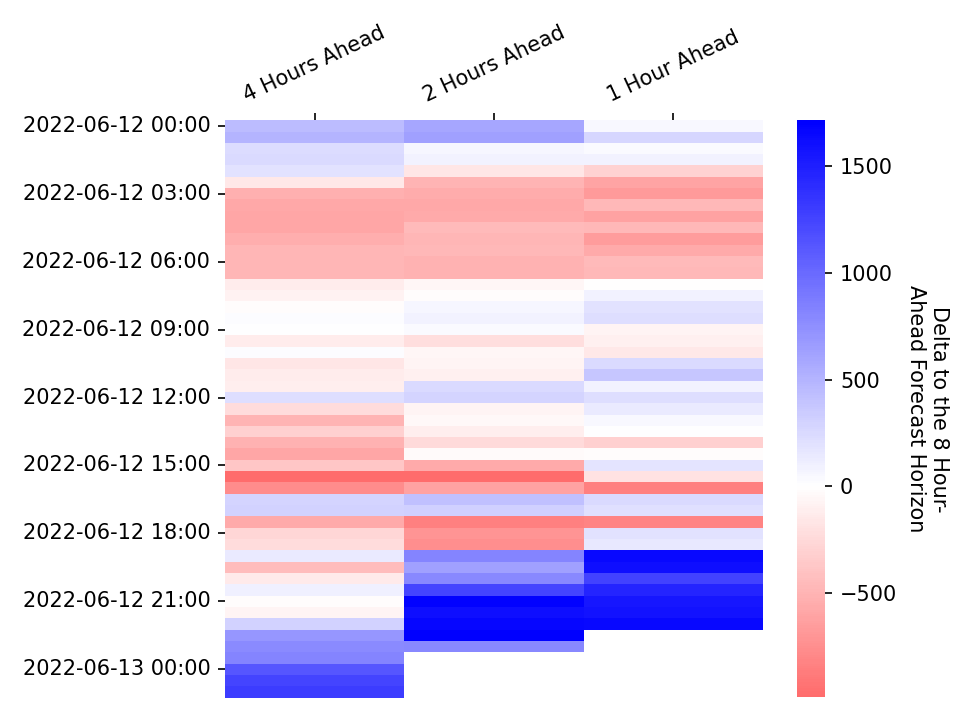 4 Hours Ahead
2 Hours Ahead
1 Hour Ahead
2022-06-12 00:00
2022-06-12 03:00
2022-06-12 06:00
2022-06-12 09:00
2022-06-12 12:00
2022-06-12 15:00
2022-06-12 18:00
2022-06-12 21:00
2022-06-13 00:00
1500
1000
500
0
−500
Delta to the 8 Hour-
Ahead Forecast Horizon